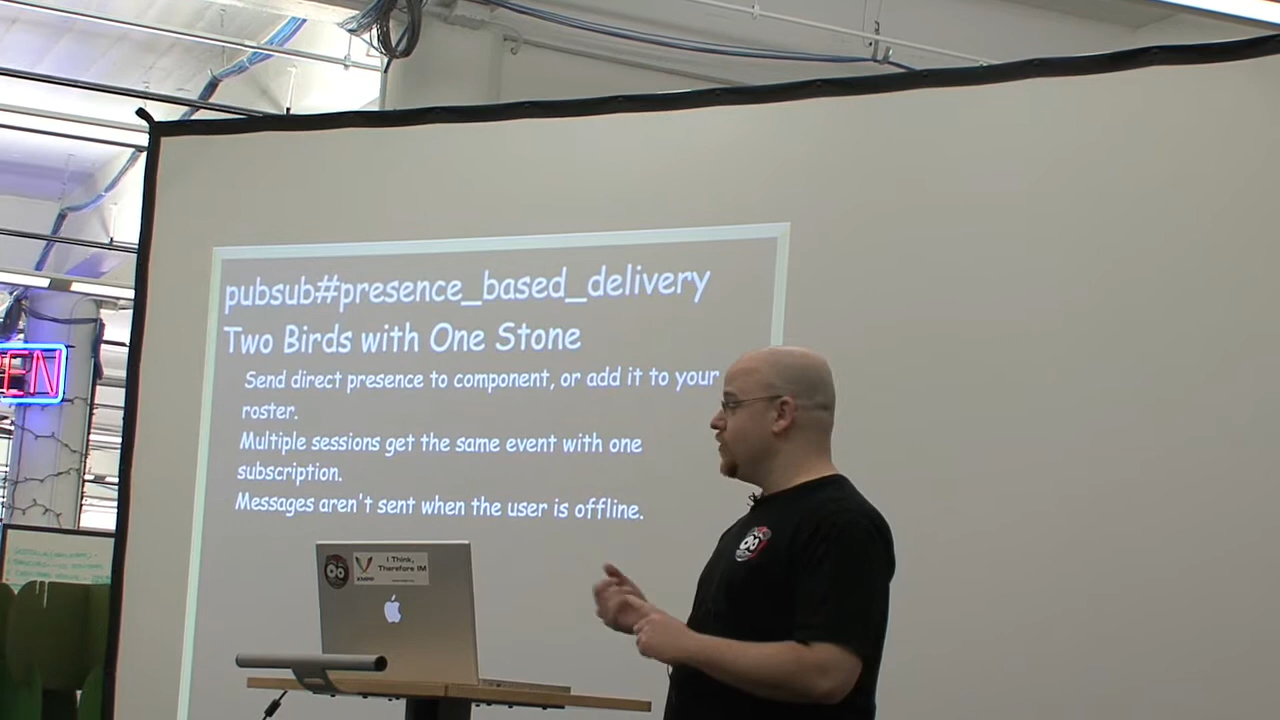 pubsub#presence_based_delivery
Two Birds with One Stone
Send direct presence to component, or add it to your
roster.
Multiple sessions get the same event with one
subscription.
Messages aren't sent when the user is offline.
I Think,
Therefore IM
XMPP
EN